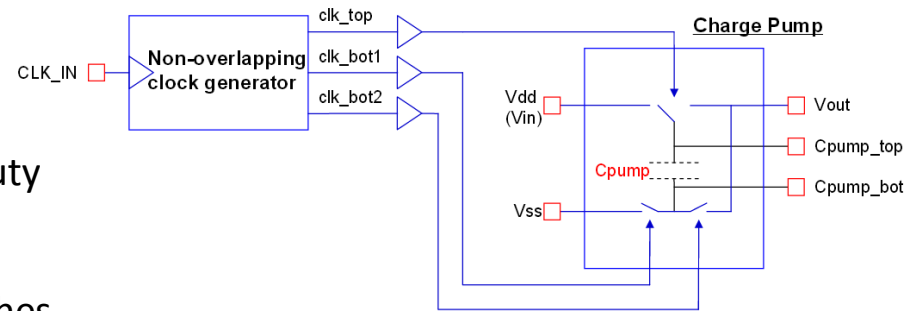 clk_top
Charge Pump
Non-overlapping
clock generator
clk_bot1
CLK_IN
clk_bot2
Vdd
(Vin)
Vout
Cpump_top
Cpump
Cpump_bot
Vss